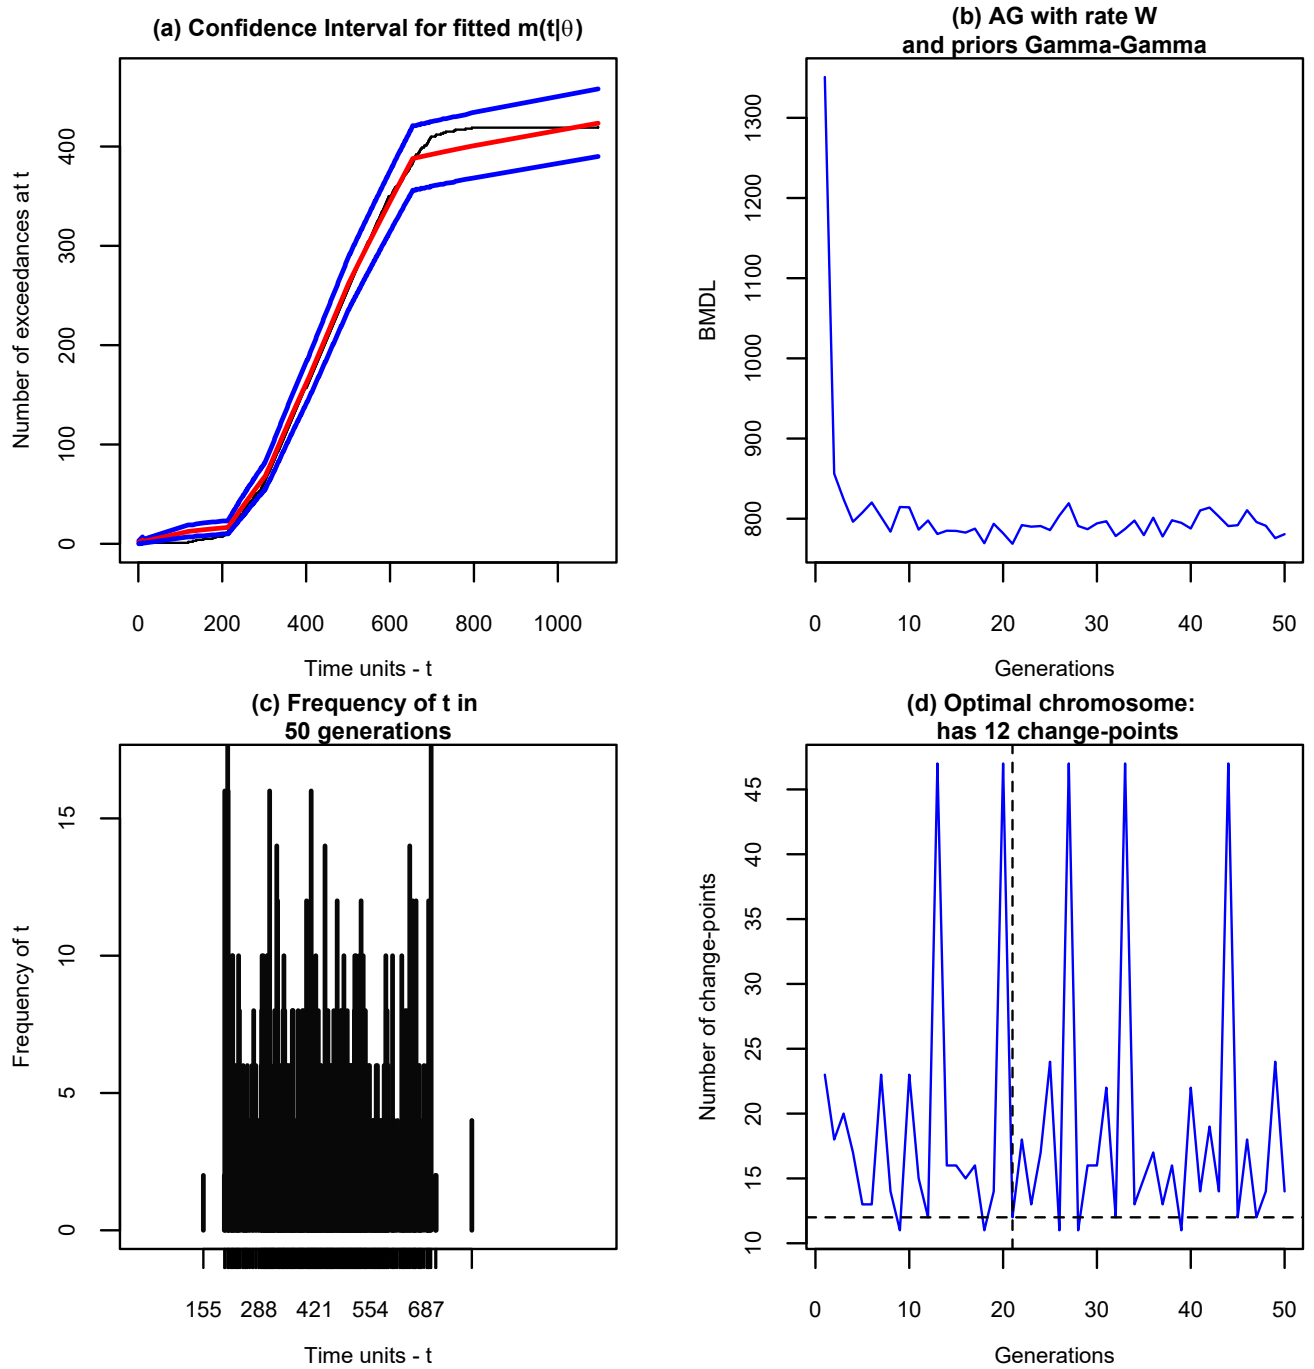 (a) Confidence Interval for fitted m(t|θ)
Number of exceedances at t
400
300
200
100
0
0 200 400 600 800 1000
Time units - t
(b) AG with rate W
and priors Gamma-Gamma
BMDL
1300
1200
1100
1000
900
800
0 10 20 30 40 50
Generations
(c) Frequency of t in
50 generations
Frequency of t
15
10
5
0
155 288 421 554 687
Time units - t
(d) Optimal chromosome:
has 12 change-points
Number of change-points
45
40
35
30
25
20
15
10
0 10 20 30 40 50
Generations